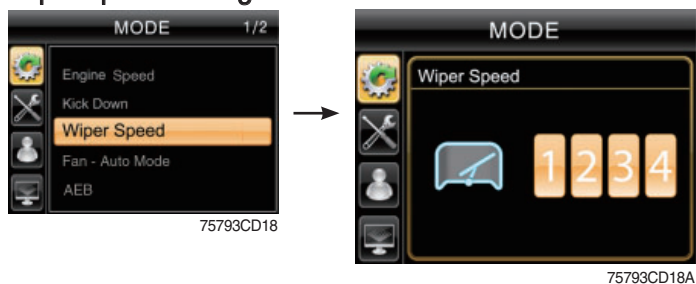 MODE 1/2
Engine Speed
Kick Down
Wiper Speed
Fan - Auto Mode
AEB
75793CD18
MODE
Wiper Speed
1 2 3 4
75793CD18A